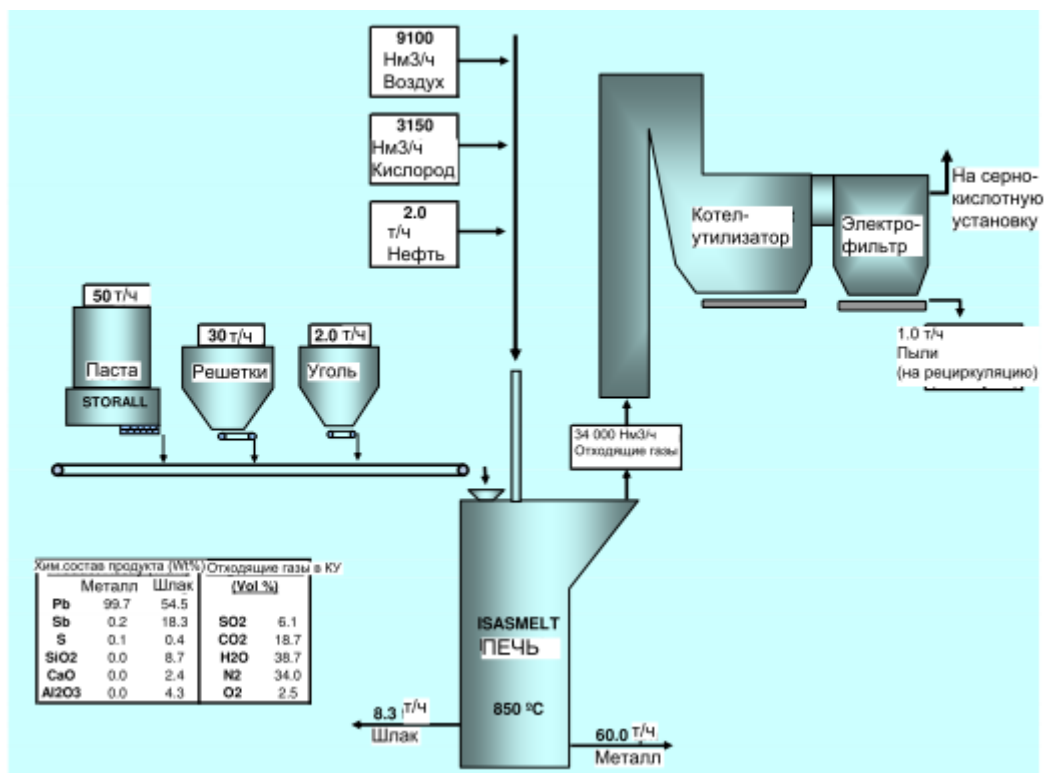 9100
Нм3/ч
Воздух
3150
Нм3/ч
Кислород
2.0
т/ч
Нефть
На серно-
кислотную
установку
Котел-
утилизатор
Электро-
фильтр
50 т/ч
30 т/ч
2.0 т/ч
Паста
Решетки
Уголь
STORALL
1.0 т/ч
Пыли
(на рециркуляцию)
34 000 Нм3/ч
Отходящие газы
Хим.состав продукта (Wt%) Отходящие газы в КУ
Металл Шлак (Vol %)
Pb 99.7 54.5
Sb 0.2 18.3 SO2 6.1
S 0.1 0.4 CO2 18.7
SiO2 0.0 8.7 H2O 38.7
CaO 0.0 2.4 N2 34.0
Al2O3 0.0 4.3 O2 2.5
ISASMELT
ПЕЧЬ
850 ºC
8.3 т/ч
Шлак
60.0 т/ч
Металл